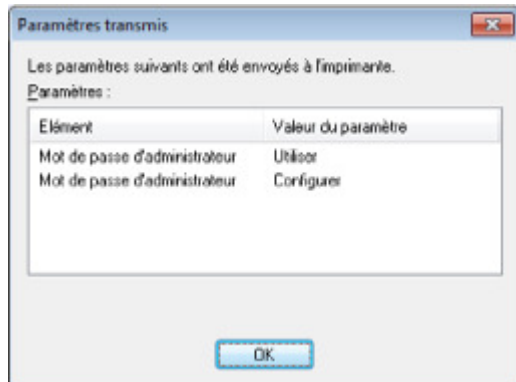 Paramètres transmis
Les paramètres suivants ont été envoyés à l'imprimante.
Paramètres :
Elément Valeur du paramètre
Mot de passe d'administrateur Utiliser
Mot de passe d'administrateur Configurer
OK